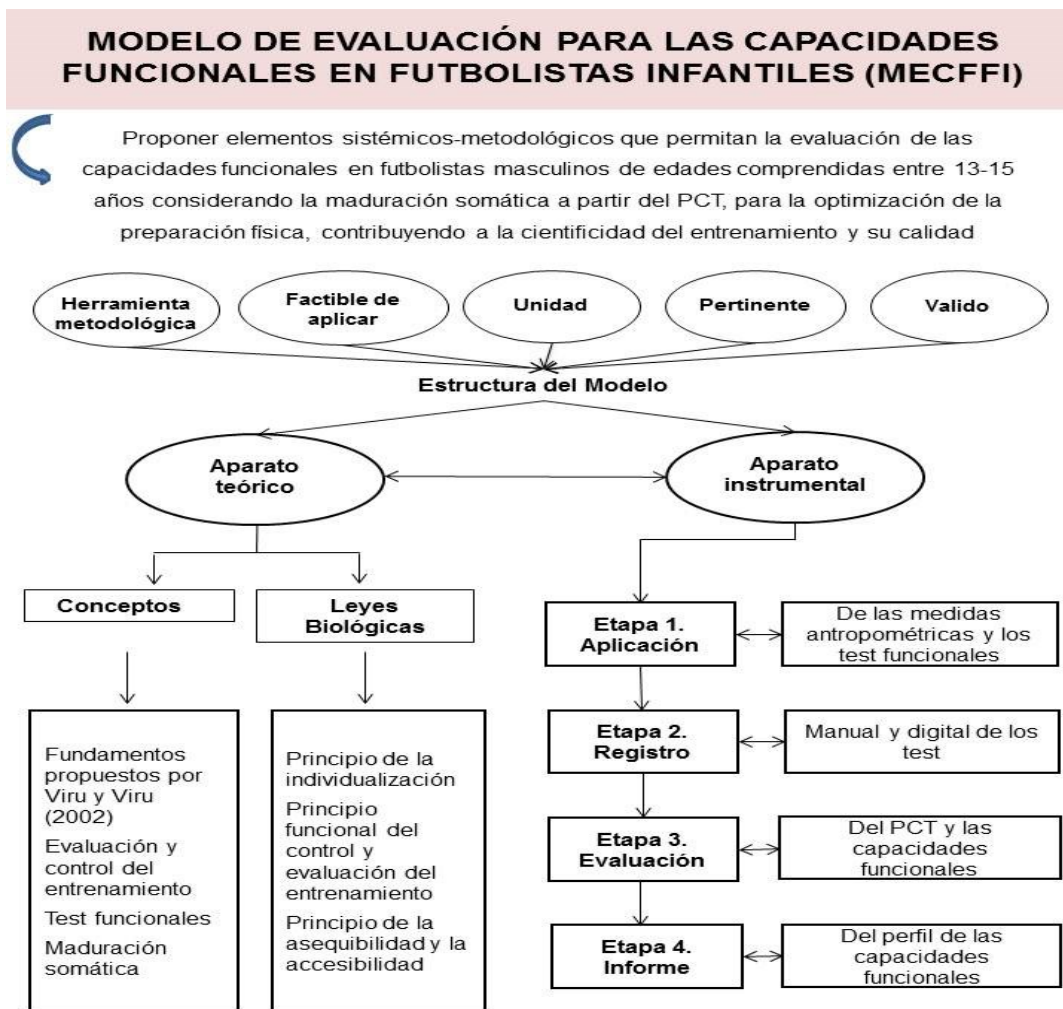 MODELO DE EVALUACIÓN PARA LAS CAPACIDADES
FUNCIONALES EN FUTBOLISTAS INFANTILES (MECFFI)
Proponer elementos sistémicos-metodológicos que permitan la evaluación de las
capacidades funcionales en futbolistas masculinos de edades comprendidas entre 13-15
años considerando la maduración somática a partir del PCT, para la optimización de la
preparación física, contribuyendo a la cientificidad del entrenamiento y su calidad
Herramienta
metodológica
Factible de
aplicar
Unidad
Pertinente
Valido
Estructura del Modelo
Aparato
teórico
Aparato
instrumental
Conceptos
Leyes
Biológicas
Fundamentos
propuestos por
Viru y Viru
(2002)
Evaluación y
control del
entrenamiento
Test funcionales
Maduración
somática
Principio de la
individualización
Principio
funcional del
control y
evaluación del
entrenamiento
Principio de la
asequibilidad y la
accesibilidad
Etapa 1.
Aplicación
De las medidas
antropométricas y los
test funcionales
Etapa 2.
Registro
Manual y digital de los
test
Etapa 3.
Evaluación
Del PCT y las
capacidades
funcionales
Etapa 4.
Informe
Del perfil de las
capacidades
funcionales